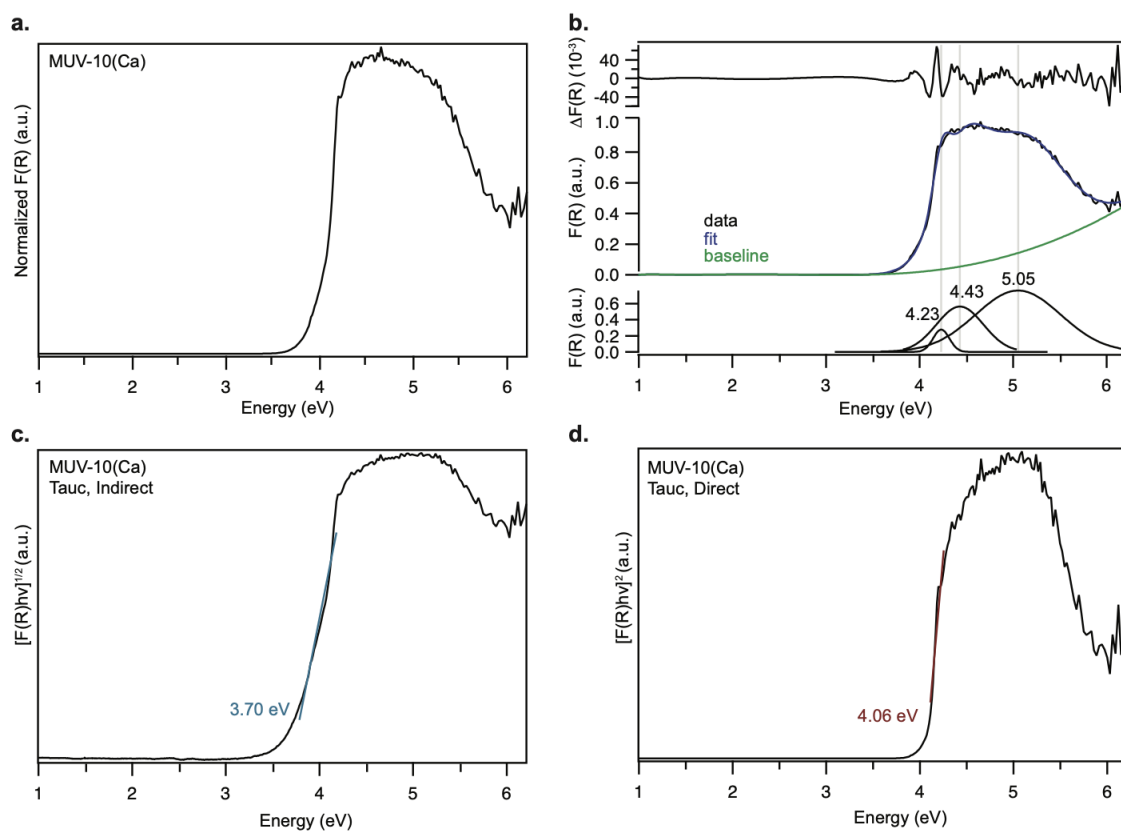 a.
MUV-10(Ca)
Normalized F(R) (a.u.)
1 2 3 4 5 6
Energy (eV)
b.
ΔF(R) (10⁻³)
40
0
-40
F(R) (a.u.)
1.0
0.8
0.6
0.4
0.2
0.0
data
fit
baseline
F(R) (a.u.)
0.6
0.4
0.2
0.0
4.23
4.43
5.05
1 2 3 4 5 6
Energy (eV)
c.
MUV-10(Ca)
Tauc, Indirect
[F(R)hv]^1/2 (a.u.)
3.70 eV
1 2 3 4 5 6
Energy (eV)
d.
MUV-10(Ca)
Tauc, Direct
[F(R)hv]² (a.u.)
4.06 eV
1 2 3 4 5 6
Energy (eV)